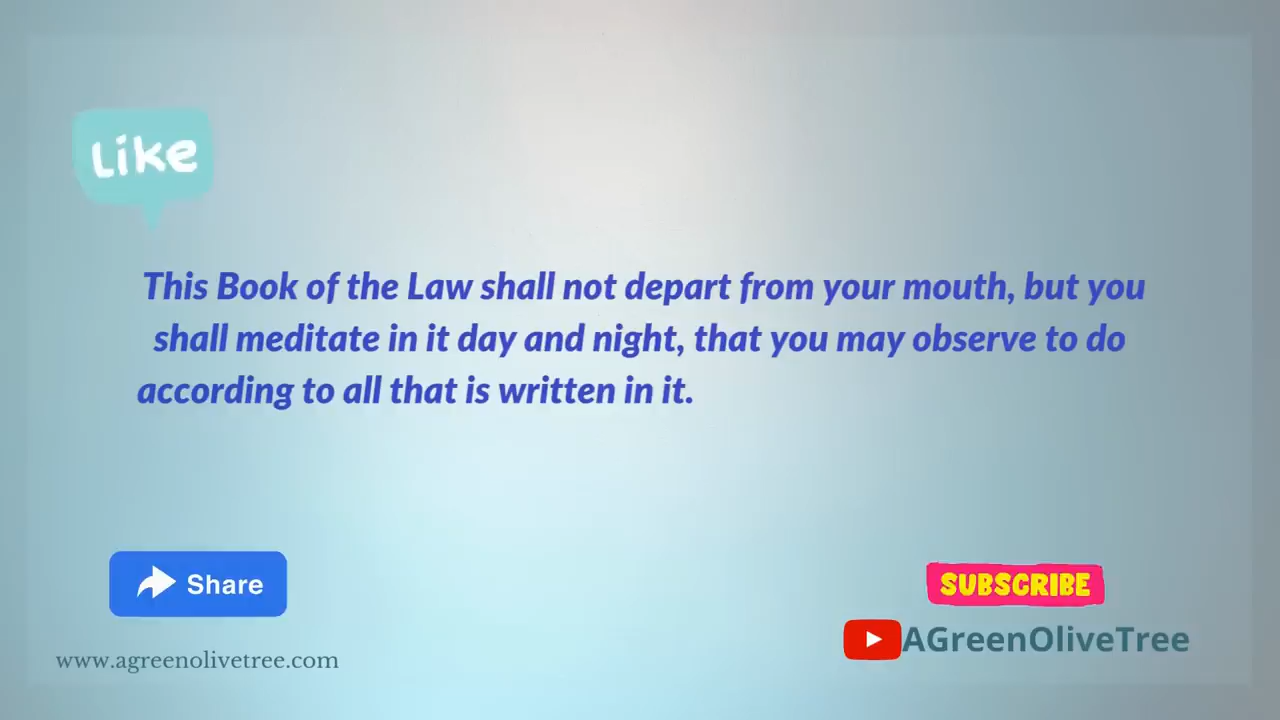 Like
This Book of the Law shall not depart from your mouth, but you
shall meditate in it day and night, that you may observe to do
according to all that is written in it.
Share
SUBSCRIBE
AGreenOliveTree
www.agreenolivetree.com